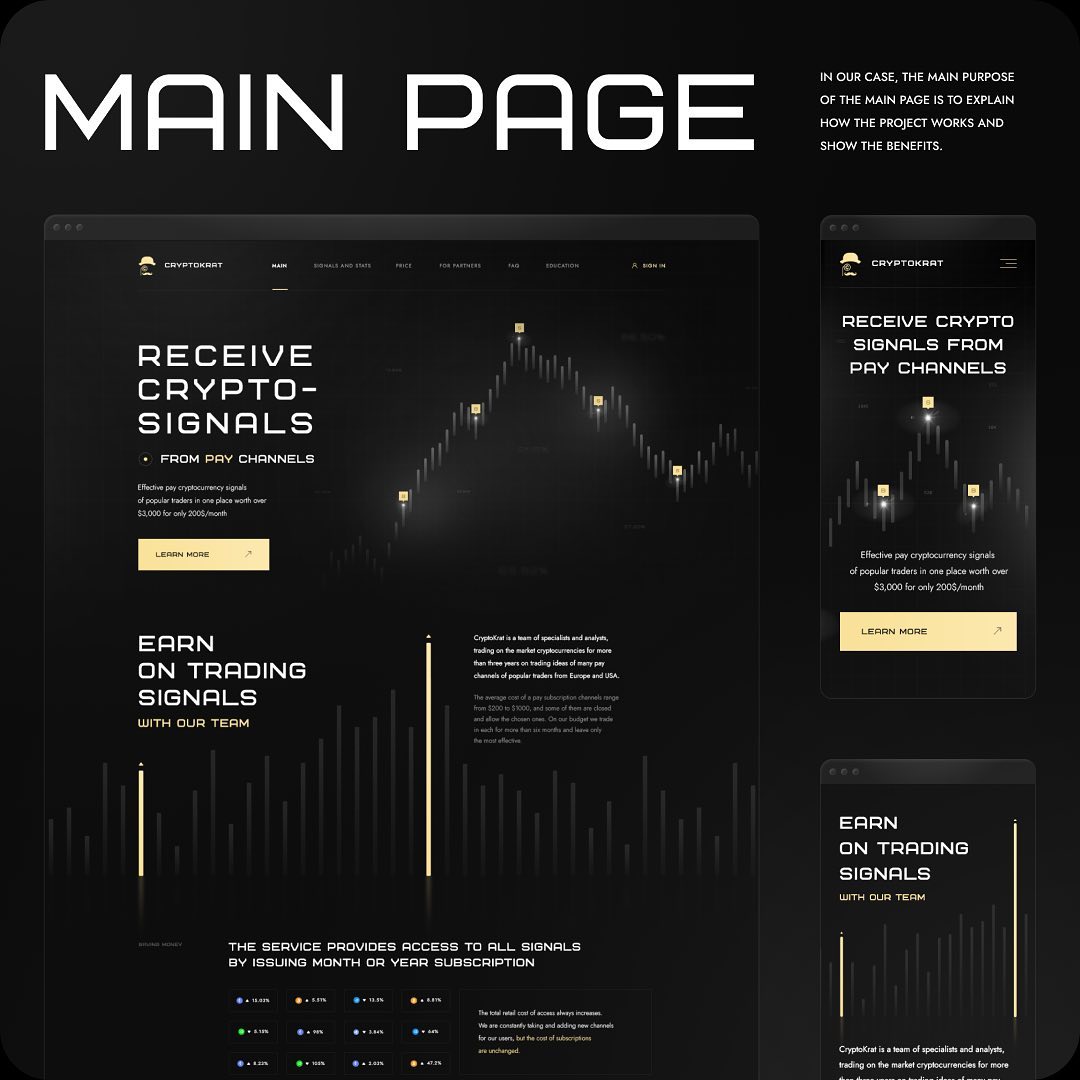 MAIN PAGE
IN OUR CASE, THE MAIN PURPOSE
OF THE MAIN PAGE IS TO EXPLAIN
HOW THE PROJECT WORKS AND
SHOW THE BENEFITS.
CRYPTOKRAT
MAIN SIGNALS AND STATS PRICE FOR PARTNERS FAQ EDUCATION SIGN IN
RECEIVE
CRYPTO-
SIGNALS
FROM PAY CHANNELS
Effective pay cryptocurrency signals
of popular traders in one place worth over
$3,000 for only 200$/month
LEARN MORE
EARN
ON TRADING
SIGNALS
WITH OUR TEAM
CryptoKrat is a team of specialists and analysts,
trading on the market cryptocurrencies for more
than three years on trading ideas of many pay
channels of popular traders from Europe and USA.
The average cost of a pay subscription channels range
from $200 to $1000, and some of them are closed
and allow the chosen ones. On our budget we trade
in each for more than six months and leave only
the most effective.
SAVING MONEY
THE SERVICE PROVIDES ACCESS TO ALL SIGNALS
BY ISSUING MONTH OR YEAR SUBSCRIPTION
15.03% 5.51% 13.5% 8.81%
5.15% 98% 3.84% 64%
8.23% 105% 2.03% 47.2%
The total retail cost of access always increases.
We are constantly taking and adding new channels
for our users, but the cost of subscriptions
are unchanged.
CRYPTOKRAT
RECEIVE CRYPTO
SIGNALS FROM
PAY CHANNELS
Effective pay cryptocurrency signals
of popular traders in one place worth over
$3,000 for only 200$/month
LEARN MORE
EARN
ON TRADING
SIGNALS
WITH OUR TEAM
CryptoKrat is a team of specialists and analysts,
trading on the market cryptocurrencies for more